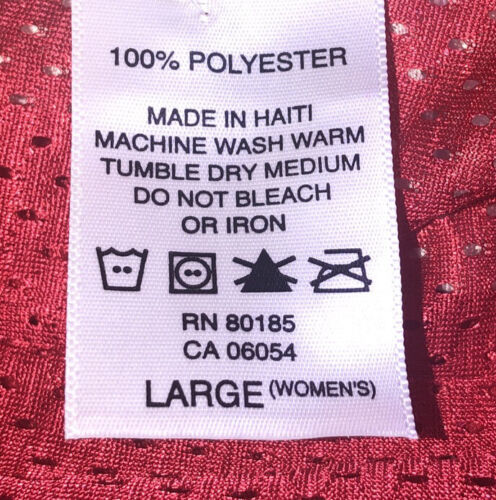 100% POLYESTER
MADE IN HAITI
MACHINE WASH WARM
TUMBLE DRY MEDIUM
DO NOT BLEACH
OR IRON
RN 80185
CA 06054
LARGE (WOMEN'S)